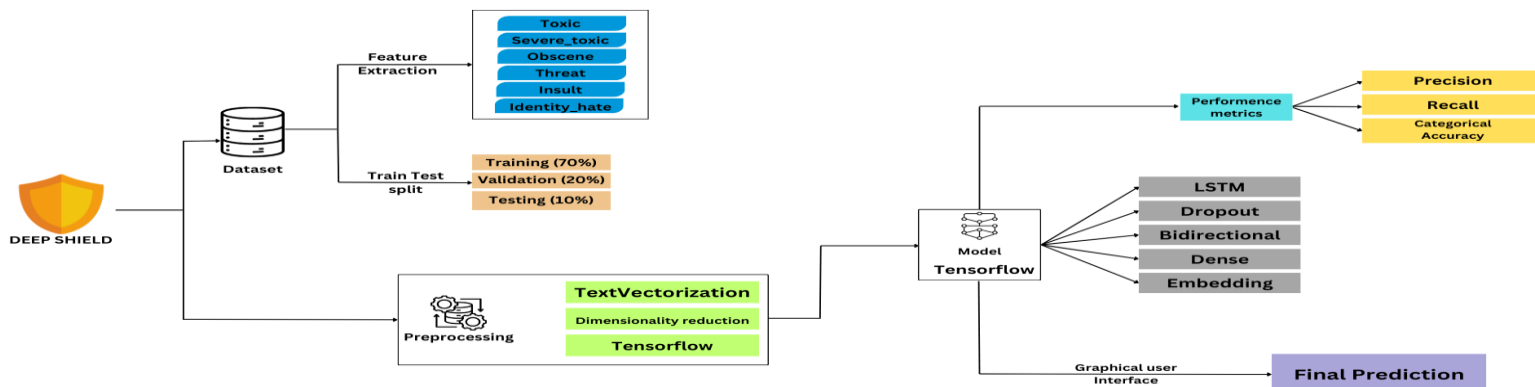 DEEP SHIELD
Dataset
Feature
Extraction
Toxic
Severe_toxic
Obscene
Threat
Insult
Identity_hate
Train Test
split
Training (70%)
Validation (20%)
Testing (10%)
Preprocessing
TextVectorization
Dimensionality reduction
Tensorflow
Model
Tensorflow
Performence
metrics
Precision
Recall
Categorical
Accuracy
LSTM
Dropout
Bidirectional
Dense
Embedding
Graphical user
Interface
Final Prediction